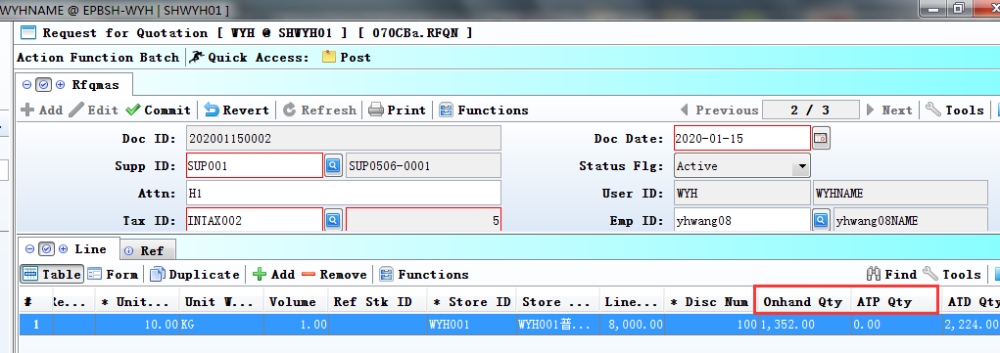 WYHNAME @ EPBSH-WYH | SHWYH01 ]
Request for Quotation [ WYH @ SHWYH01 ] [ 070CBa.RFQN ]
Action Function Batch Quick Access: Post
Rfqmas
Add Edit Commit Revert Refresh Print Functions Previous 2 / 3 Next Tools
Doc ID: 202001150002 Doc Date: 2020-01-15
Supp ID: SUP001 SUP0506-0001 Status Flg: Active
Attn: H1 User ID: WYH WYHNAME
Tax ID: INTAX002 5 Emp ID: yhwang08 yhwang08NAME
Line Ref
Table Form Duplicate Add Remove Functions Find Tools
# Re... * Unit... Unit W... Volume Ref Stk ID * Store ID Store ... Line... * Disc Num Onhand Qty ATP Qty ATD Qty
1 10.00 KG 1.00 WYH001 WYH001普... 8,000.00 100 1,352.00 0.00 2,224.00